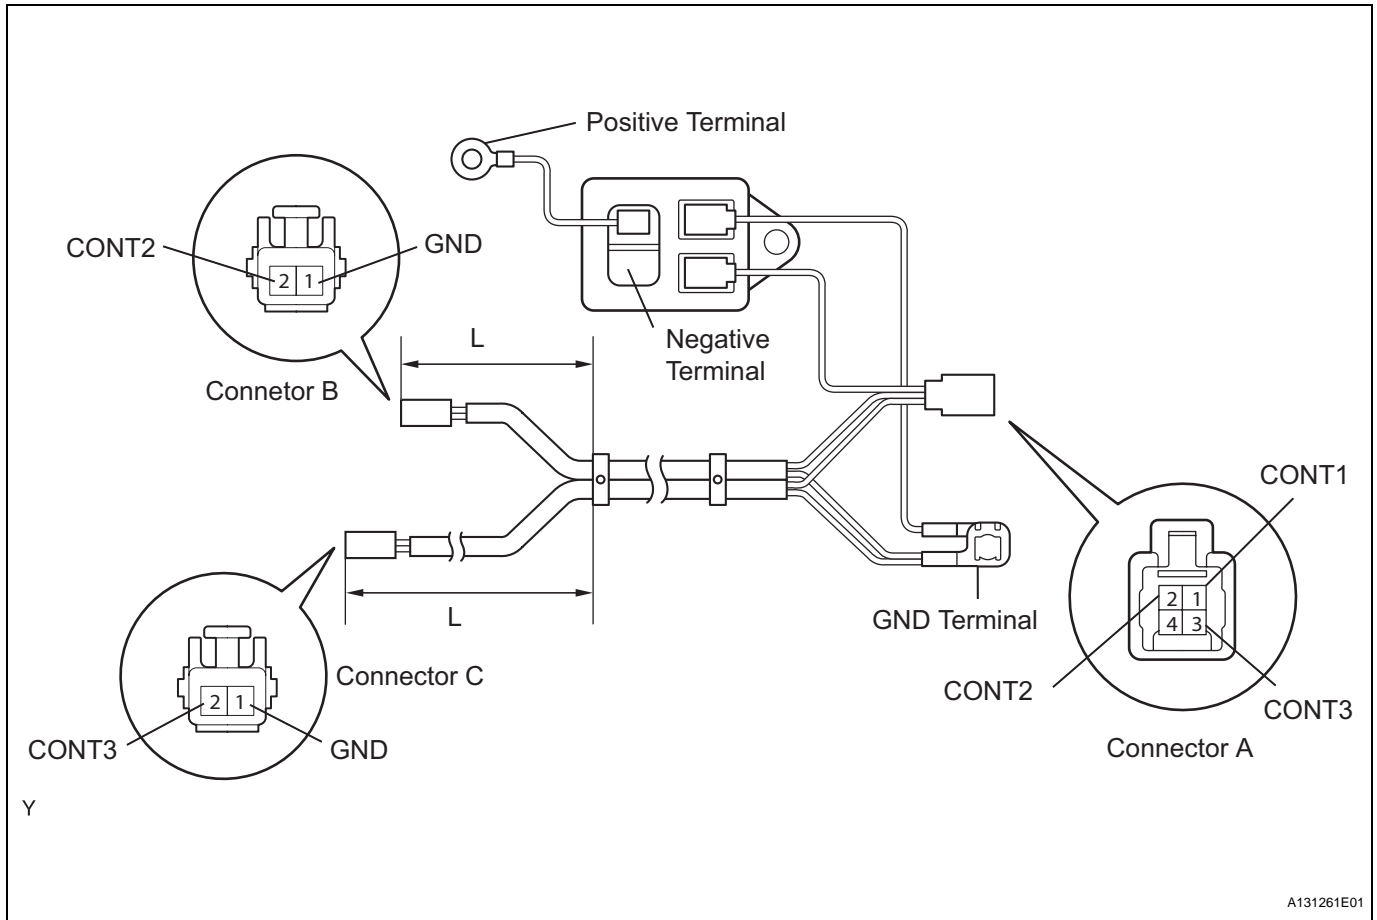 Positive Terminal
CONT2
GND
2 1
Negative
Terminal
L
Connetor B
CONT1
2 1
4 3
GND Terminal
L
Connector C
CONT2
CONT3
2 1
CONT3
GND
Connector A
Y
A131261E01